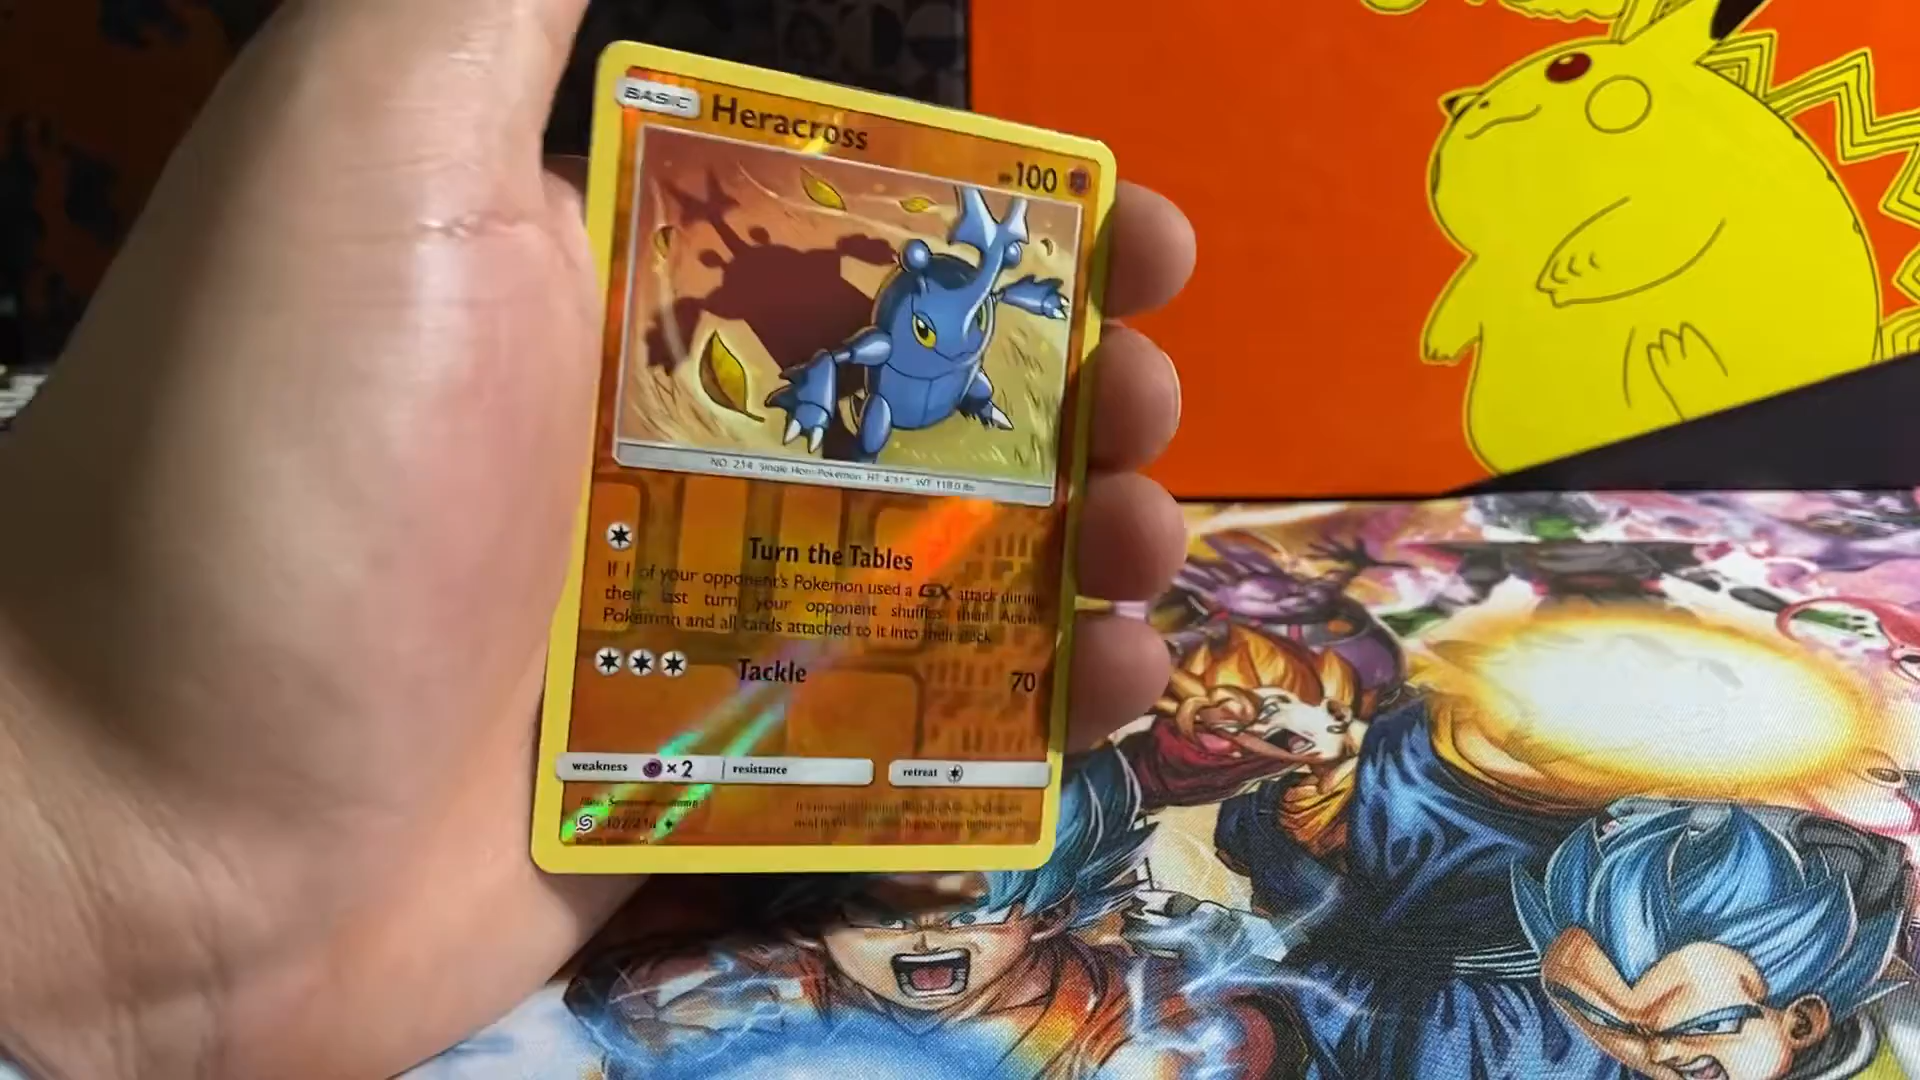 BASIC Heracross
100
NO. 214 Single Horn Pokémon HT 4'11" WT 119.0 lbs
Turn the Tables
If 1 of your opponent's Pokémon used a GX attack during
their last turn, your opponent shuffles their Active
Pokémon and all cards attached to it into their deck.
Tackle 70
weakness ×2 resistance retreat